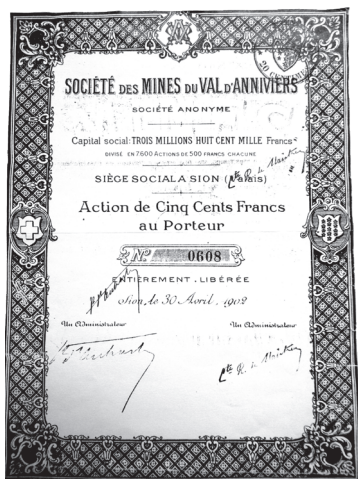 SOCIÉTÉ DES MINES DU VAL D'ANNIVIERS
SOCIÉTÉ ANONYME
Capital social: TROIS MILLIONS HUIT CENT MILLE Francs
DIVISÉ EN 7600 ACTIONS DE 500 FRANCS CHACUNE
SIÈGE SOCIAL A SION (Valais)
Action de Cinq Cents Francs
au Porteur
No 0608
ENTIÈREMENT LIBÉRÉE
Sion, le 30 Avril, 1902
Un Administrateur Un Administrateur